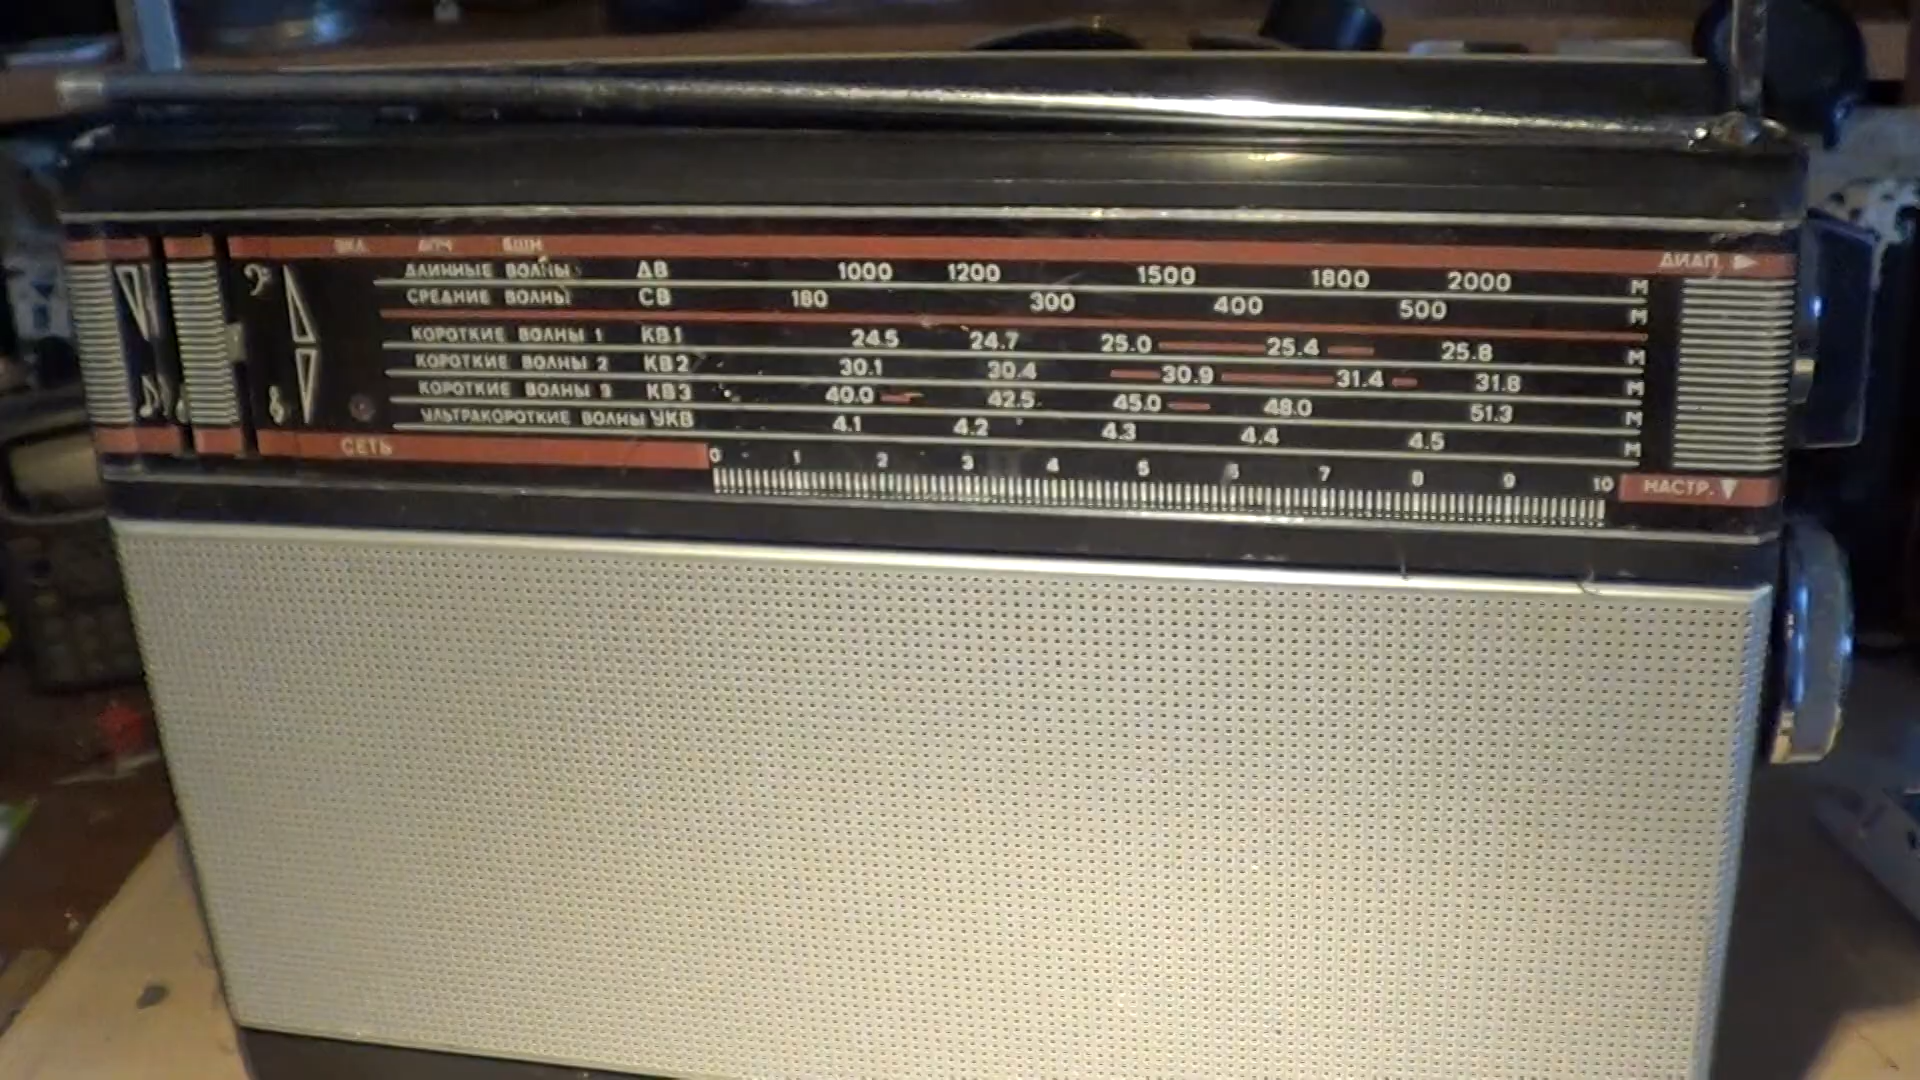 ВКЛ АПЧ БШН
ДИАП.
ДЛИННЫЕ ВОЛНЫ ДВ 1000 1200 1500 1800 2000 М
СРЕДНИЕ ВОЛНЫ СВ 180 300 400 500 М
КОРОТКИЕ ВОЛНЫ 1 КВ1 24.5 24.7 25.0 25.4 25.8 М
КОРОТКИЕ ВОЛНЫ 2 КВ2 30.1 30.4 30.9 31.4 31.8 М
КОРОТКИЕ ВОЛНЫ 3 КВ3 40.0 42.5 45.0 48.0 51.3 М
УЛЬТРАКОРОТКИЕ ВОЛНЫ УКВ 4.1 4.2 4.3 4.4 4.5 М
СЕТЬ 0 1 2 3 4 5 6 7 8 9 10
НАСТР.